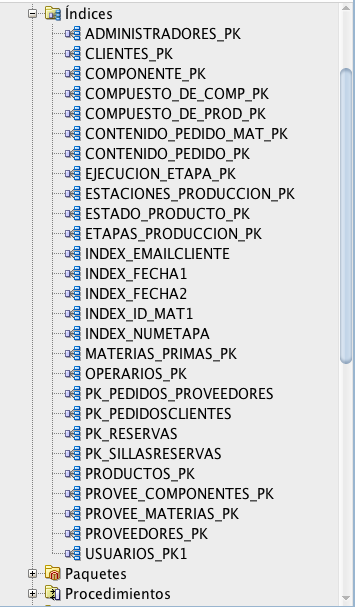 Índices
ADMINISTRADORES_PK
CLIENTES_PK
COMPONENTE_PK
COMPUESTO_DE_COMP_PK
COMPUESTO_DE_PROD_PK
CONTENIDO_PEDIDO_MAT_PK
CONTENIDO_PEDIDO_PK
EJECUCION_ETAPA_PK
ESTACIONES_PRODUCCION_PK
ESTADO_PRODUCTO_PK
ETAPAS_PRODUCCION_PK
INDEX_EMAILCLIENTE
INDEX_FECHA1
INDEX_FECHA2
INDEX_ID_MAT1
INDEX_NUMETAPA
MATERIAS_PRIMAS_PK
OPERARIOS_PK
PK_PEDIDOS_PROVEEDORES
PK_PEDIDOSCLIENTES
PK_RESERVAS
PK_SILLASRESERVAS
PRODUCTOS_PK
PROVEE_COMPONENTES_PK
PROVEE_MATERIAS_PK
PROVEEDORES_PK
USUARIOS_PK1
Paquetes
Procedimientos